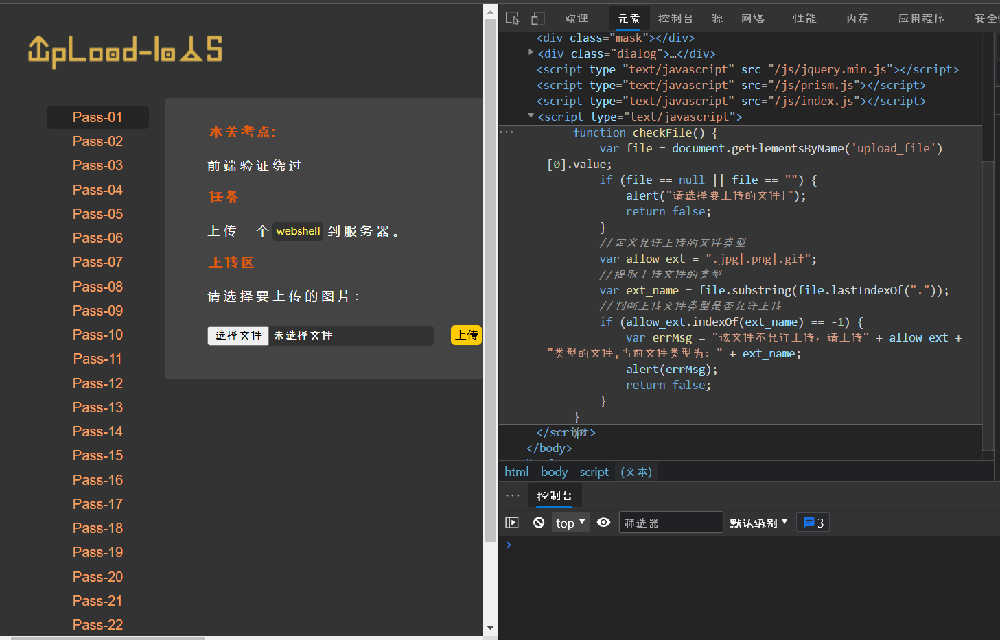 Upload-labs
Pass-01
Pass-02
Pass-03
Pass-04
Pass-05
Pass-06
Pass-07
Pass-08
Pass-09
Pass-10
Pass-11
Pass-12
Pass-13
Pass-14
Pass-15
Pass-16
Pass-17
Pass-18
Pass-19
Pass-20
Pass-21
Pass-22
本关考点:
前端验证绕过
任务
上传一个 webshell 到服务器。
上传区
请选择要上传的图片：
选择文件 未选择文件 上传
欢迎 元素 控制台 源 网络 性能 内存 应用程序 安全
<div class="mask"></div>
<div class="dialog">…</div>
<script type="text/javascript" src="/js/jquery.min.js"></script>
<script type="text/javascript" src="/js/prism.js"></script>
<script type="text/javascript" src="/js/index.js"></script>
<script type="text/javascript">
function checkFile() {
var file = document.getElementsByName('upload_file')
[0].value;
if (file == null || file == "") {
alert("请选择要上传的文件!");
return false;
}
//定义允许上传的文件类型
var allow_ext = ".jpg|.png|.gif";
//提取上传文件的类型
var ext_name = file.substring(file.lastIndexOf("."));
//判断上传文件类型是否允许上传
if (allow_ext.indexOf(ext_name) == -1) {
var errMsg = "该文件不允许上传，请上传" + allow_ext +
"类型的文件,当前文件类型为：" + ext_name;
alert(errMsg);
return false;
}
}
</script> == $0
</body>
html body script (文本)
… 控制台
top 筛选器 默认级别 3